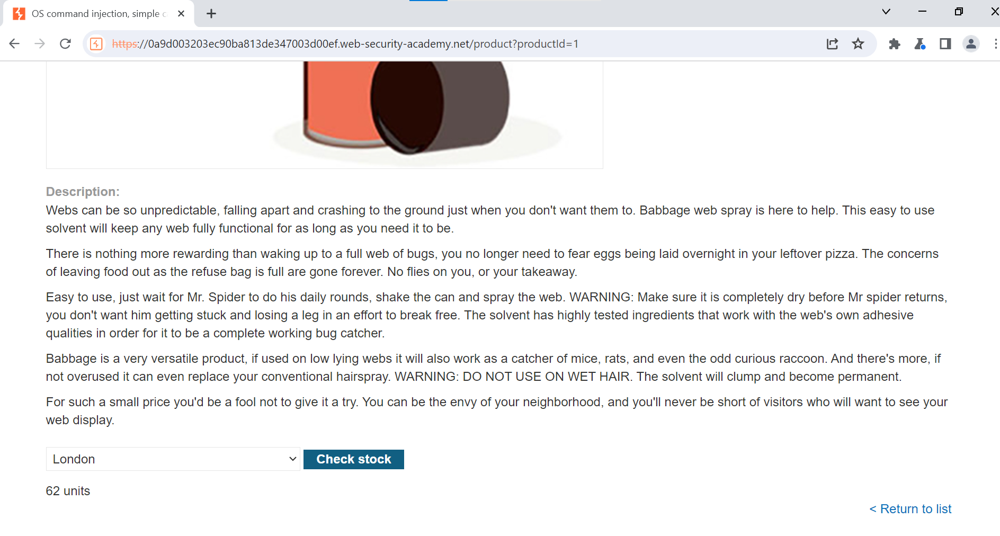 OS command injection, simple c
https://0a9d003203ec90ba813de347003d00ef.web-security-academy.net/product?productId=1
Description:
Webs can be so unpredictable, falling apart and crashing to the ground just when you don't want them to. Babbage web spray is here to help. This easy to use
solvent will keep any web fully functional for as long as you need it to be.
There is nothing more rewarding than waking up to a full web of bugs, you no longer need to fear eggs being laid overnight in your leftover pizza. The concerns
of leaving food out as the refuse bag is full are gone forever. No flies on you, or your takeaway.
Easy to use, just wait for Mr. Spider to do his daily rounds, shake the can and spray the web. WARNING: Make sure it is completely dry before Mr spider returns,
you don't want him getting stuck and losing a leg in an effort to break free. The solvent has highly tested ingredients that work with the web's own adhesive
qualities in order for it to be a complete working bug catcher.
Babbage is a very versatile product, if used on low lying webs it will also work as a catcher of mice, rats, and even the odd curious raccoon. And there's more, if
not overused it can even replace your conventional hairspray. WARNING: DO NOT USE ON WET HAIR. The solvent will clump and become permanent.
For such a small price you'd be a fool not to give it a try. You can be the envy of your neighborhood, and you'll never be short of visitors who will want to see your
web display.
London
Check stock
62 units
< Return to list